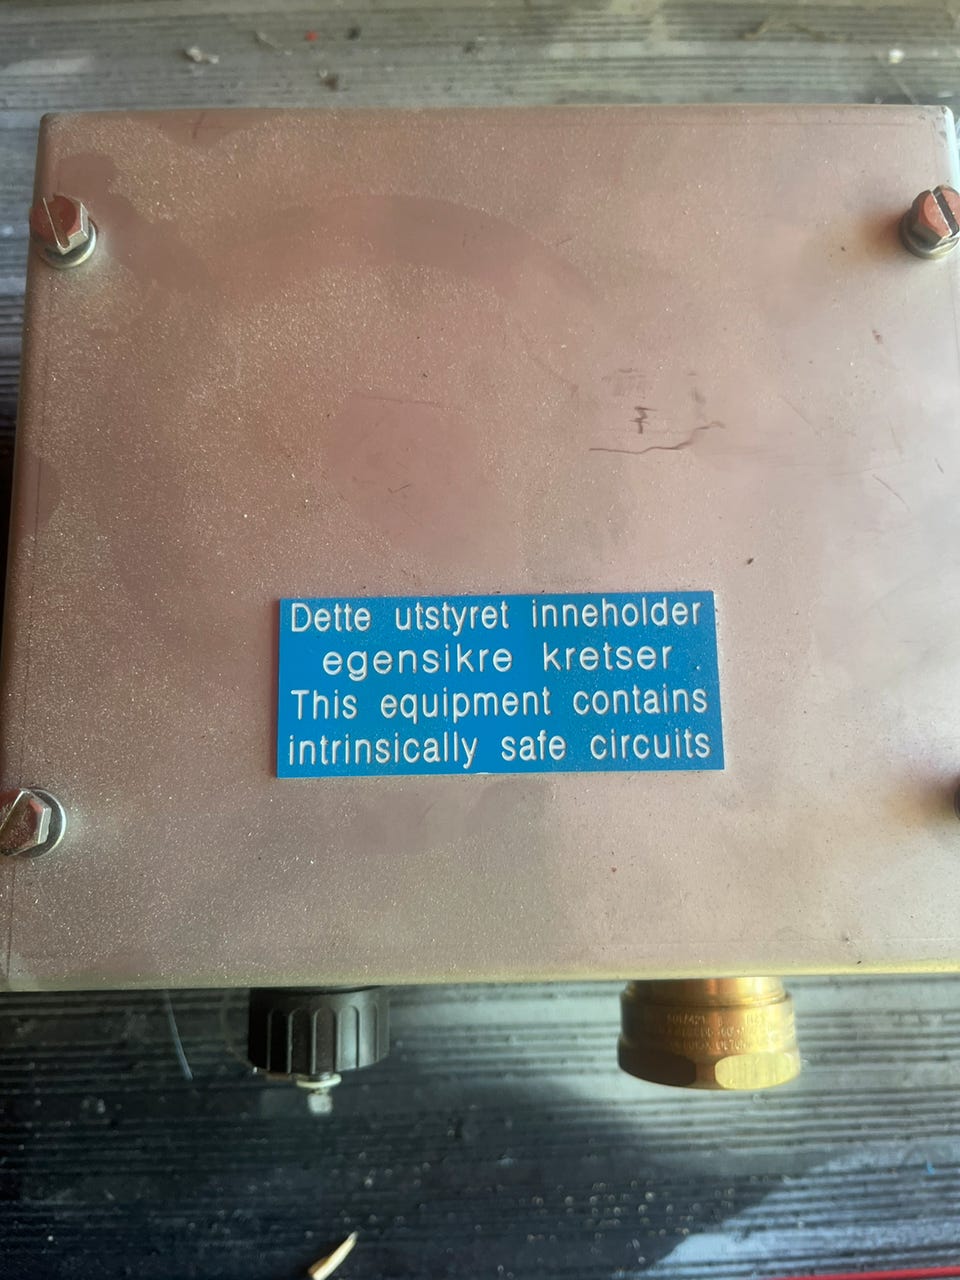 Dette utstyret inneholder
egensikre kretser
This equipment contains
intrinsically safe circuits